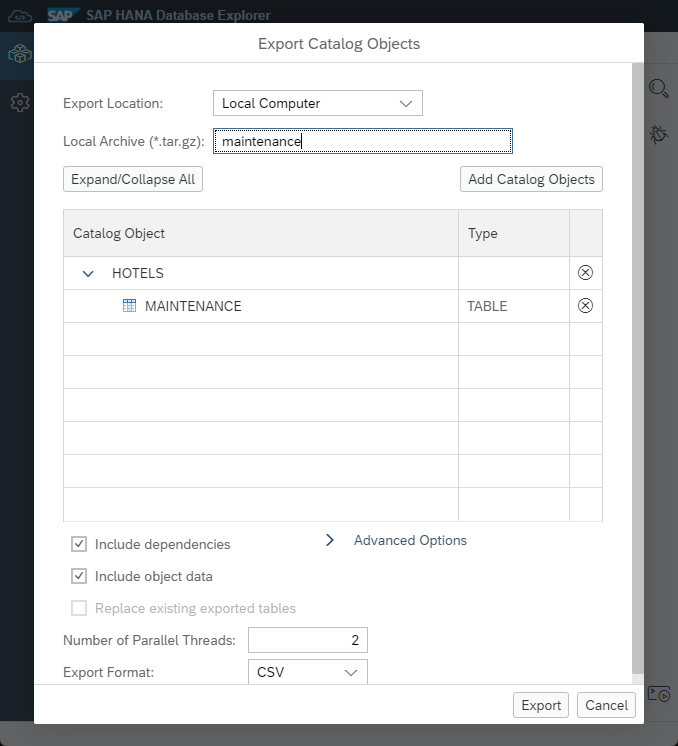 SAP SAP HANA Database Explorer
Export Catalog Objects
Export Location: Local Computer
Local Archive (*.tar.gz): maintenance
Expand/Collapse All Add Catalog Objects
Catalog Object Type
HOTELS
MAINTENANCE TABLE
Include dependencies Advanced Options
Include object data
Replace existing exported tables
Number of Parallel Threads: 2
Export Format: CSV
Export Cancel